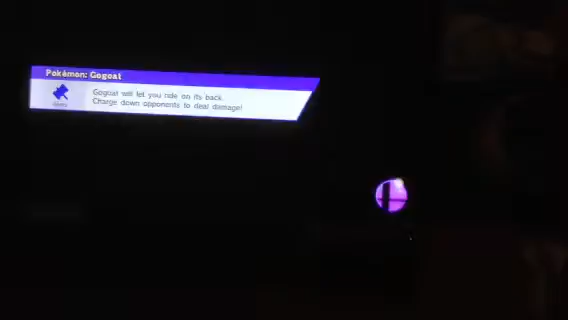 Pokémon: Gogoat
Gogoat will let you ride on its back.
Charge down opponents to deal damage!